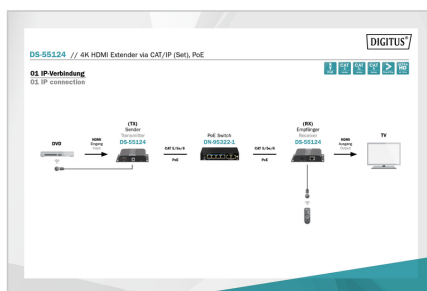 DIGITUS®
DS-55124 // 4K HDMI Extender via CAT/IP (Set), PoE
01 IP-Verbindung
01 IP connection
(TX)
Sender
Transmitter
DS-55124
PoE Switch
DN-95322-1
(RX)
Empfänger
Receiver
DS-55124
DVD
HDMI
Eingang
Input
CAT 5/5e/6
PoE
CAT 5/5e/6
PoE
HDMI
Ausgang
Output
TV